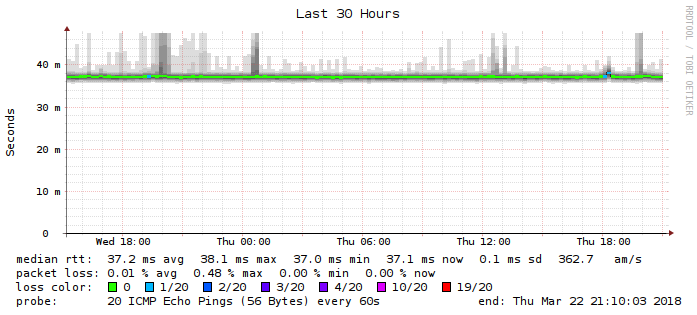 Last 30 Hours
RRDTOOL / TOBI OETIKER
Seconds
40 m
30 m
20 m
10 m
0
Wed 18:00 Thu 00:00 Thu 06:00 Thu 12:00 Thu 18:00
median rtt: 37.2 ms avg 38.1 ms max 37.0 ms min 37.1 ms now 0.1 ms sd 362.7 am/s
packet loss: 0.01 % avg 0.48 % max 0.00 % min 0.00 % now
loss color: 0 1/20 2/20 3/20 4/20 10/20 19/20
probe: 20 ICMP Echo Pings (56 Bytes) every 60s end: Thu Mar 22 21:10:03 2018